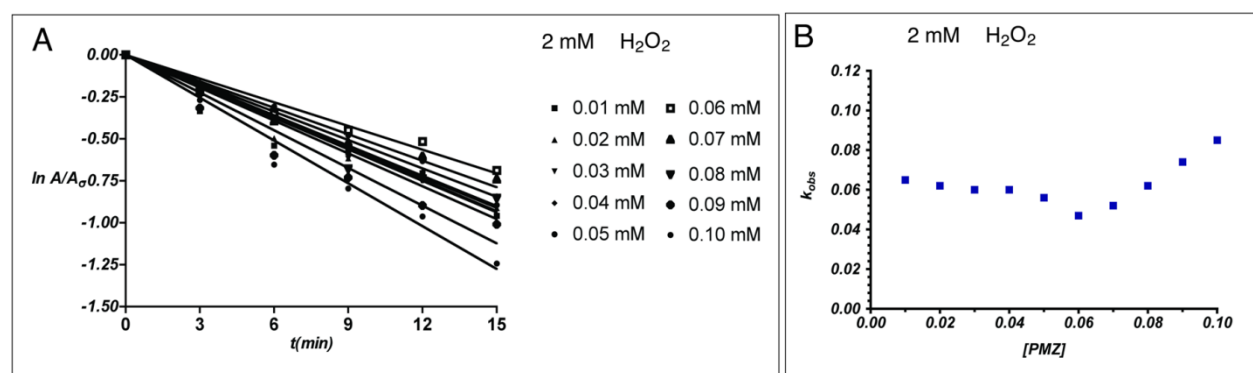 A
2 mM H₂O₂
0.00
-0.25
-0.50
-0.75
-1.00
-1.25
-1.50
ln A/Aσ
0
3
6
9
12
15
t(min)
0.01 mM
0.02 mM
0.03 mM
0.04 mM
0.05 mM
0.06 mM
0.07 mM
0.08 mM
0.09 mM
0.10 mM
B
2 mM H₂O₂
0.12
0.10
0.08
0.06
0.04
0.02
0.00
k_obs
0.00
0.02
0.04
0.06
0.08
0.10
[PMZ]